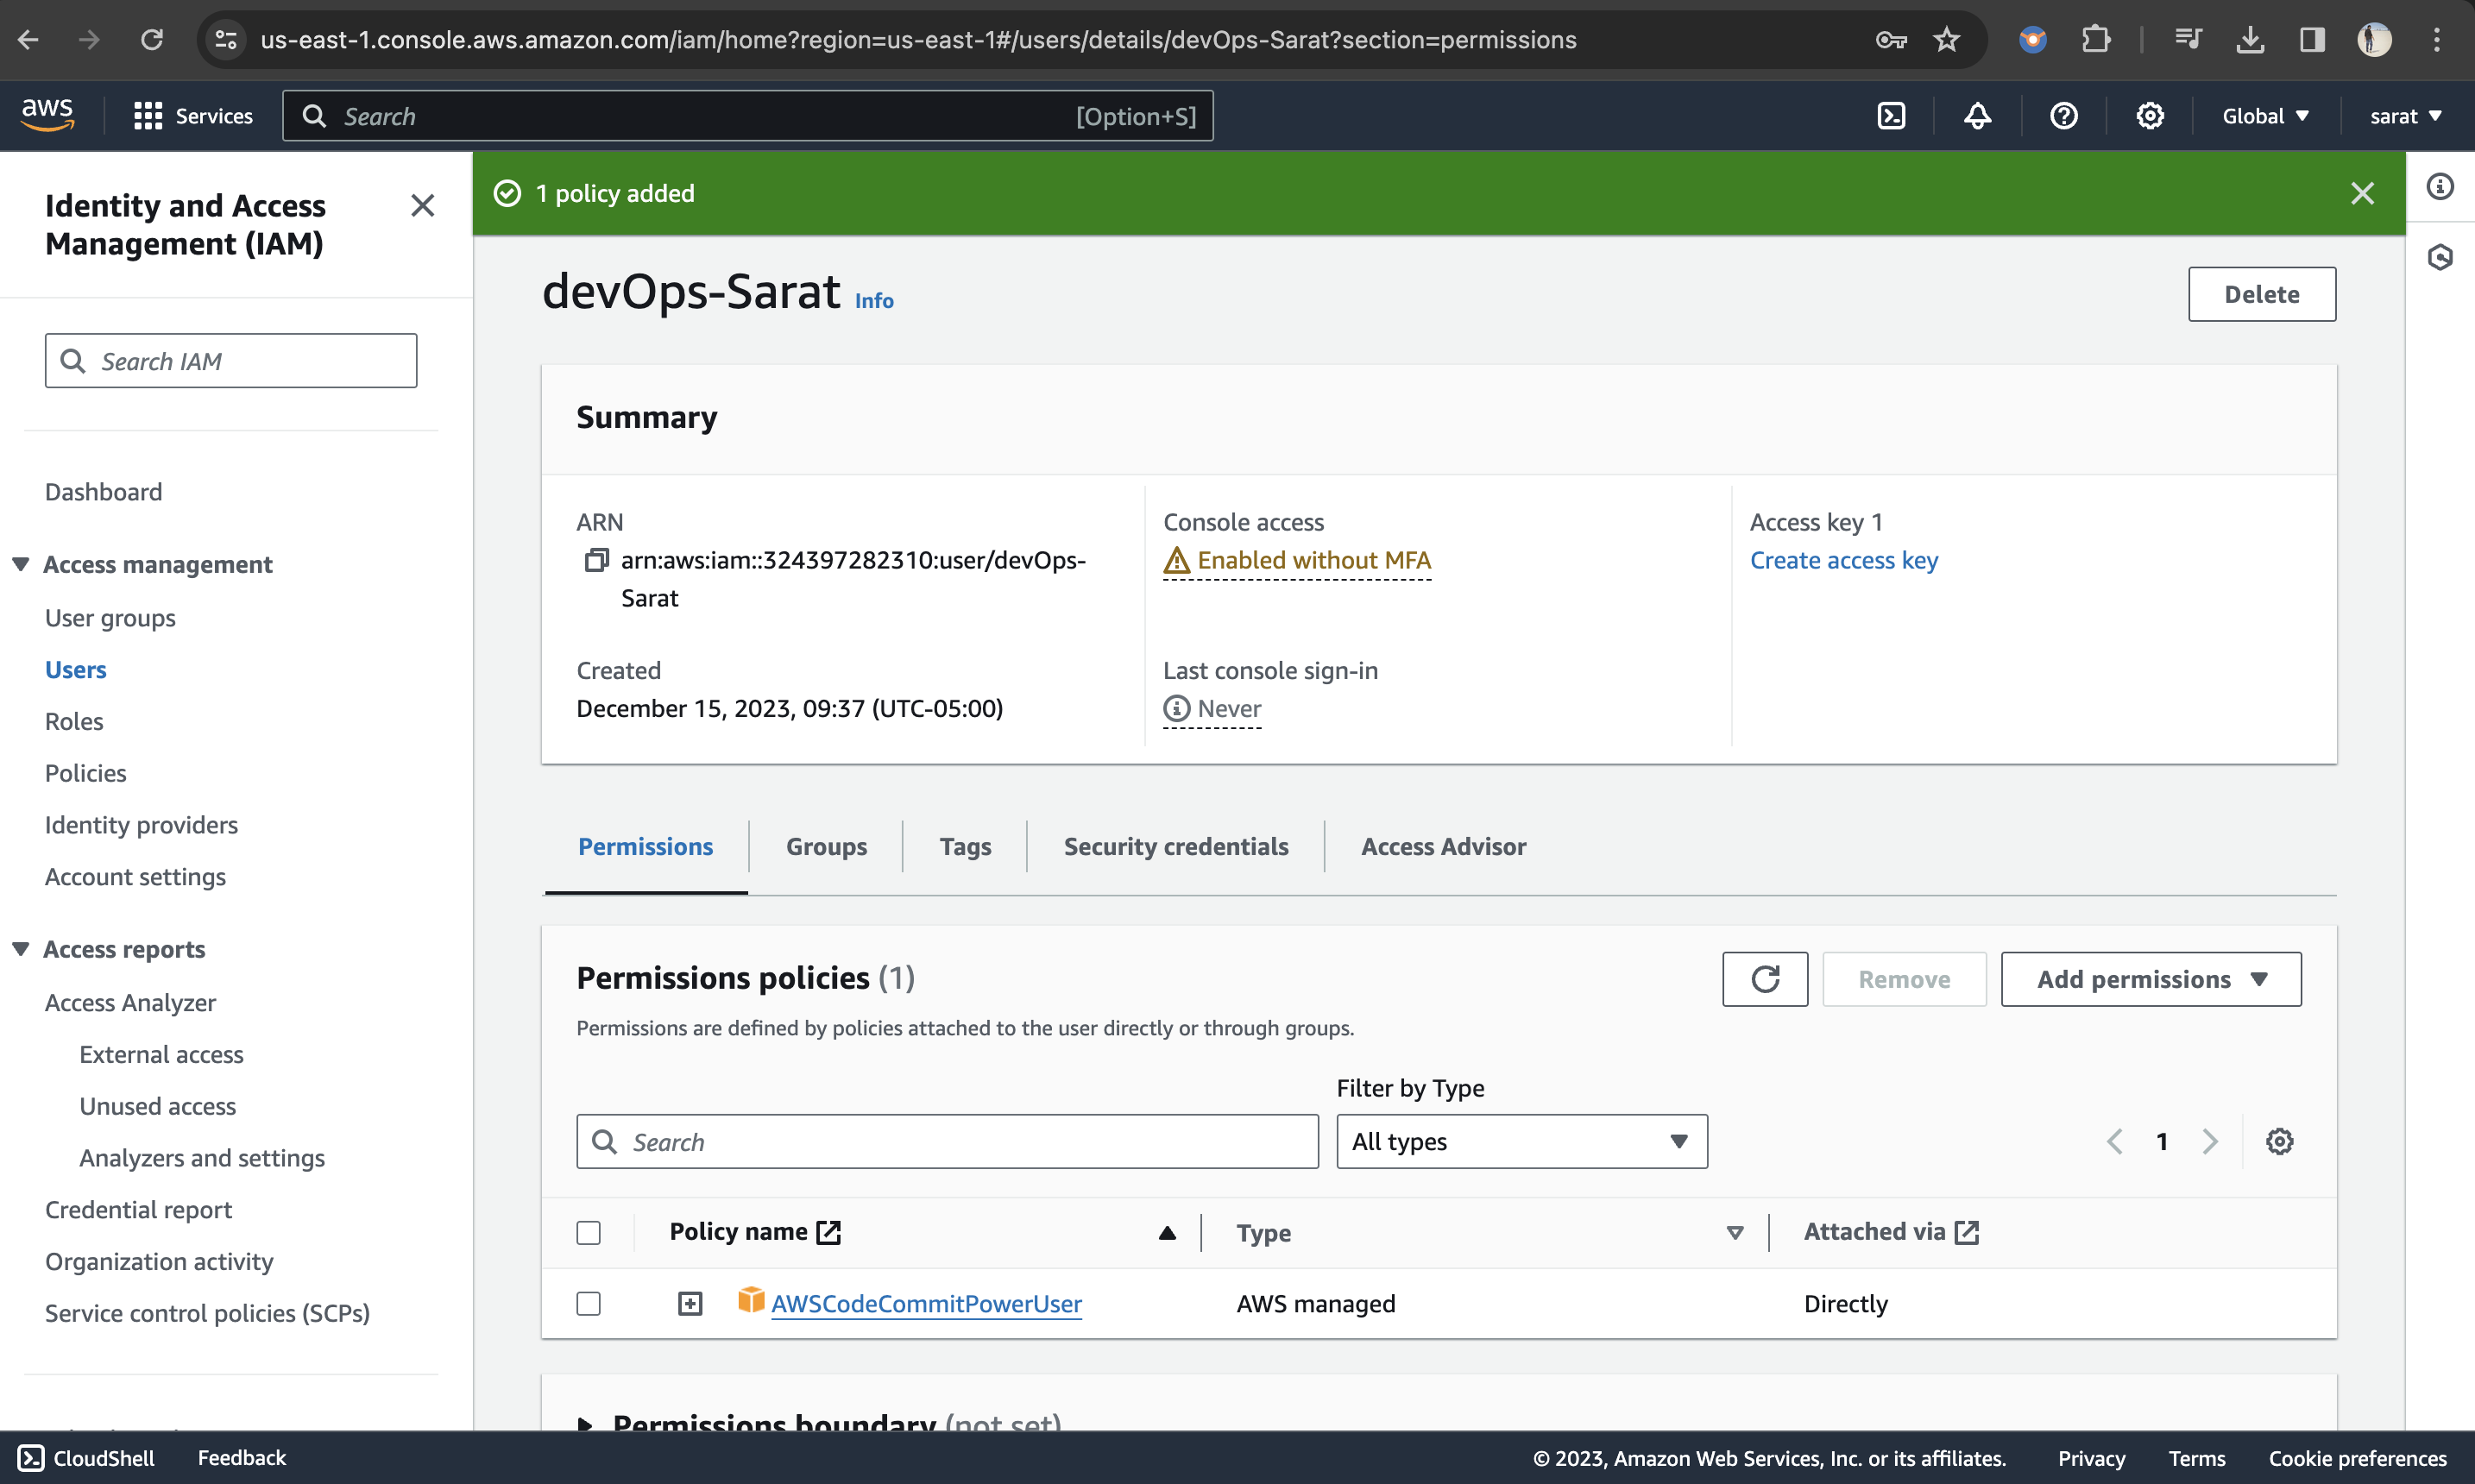 us-east-1.console.aws.amazon.com/iam/home?region=us-east-1#/users/details/devOps-Sarat?section=permissions
aws
Services
Search
[Option+S]
Global
sarat
Identity and Access
Management (IAM)
Search IAM
Dashboard
Access management
User groups
Users
Roles
Policies
Identity providers
Account settings
Access reports
Access Analyzer
External access
Unused access
Analyzers and settings
Credential report
Organization activity
Service control policies (SCPs)
1 policy added
devOps-Sarat Info
Delete
Summary
ARN
arn:aws:iam::324397282310:user/devOps-
Sarat
Console access
Enabled without MFA
Access key 1
Create access key
Created
December 15, 2023, 09:37 (UTC-05:00)
Last console sign-in
Never
Permissions
Groups
Tags
Security credentials
Access Advisor
Permissions policies (1)
Remove
Add permissions
Permissions are defined by policies attached to the user directly or through groups.
Filter by Type
Search
All types
1
Policy name
Type
Attached via
AWSCodeCommitPowerUser
AWS managed
Directly
Permissions boundary (not set)
CloudShell
Feedback
© 2023, Amazon Web Services, Inc. or its affiliates.
Privacy
Terms
Cookie preferences